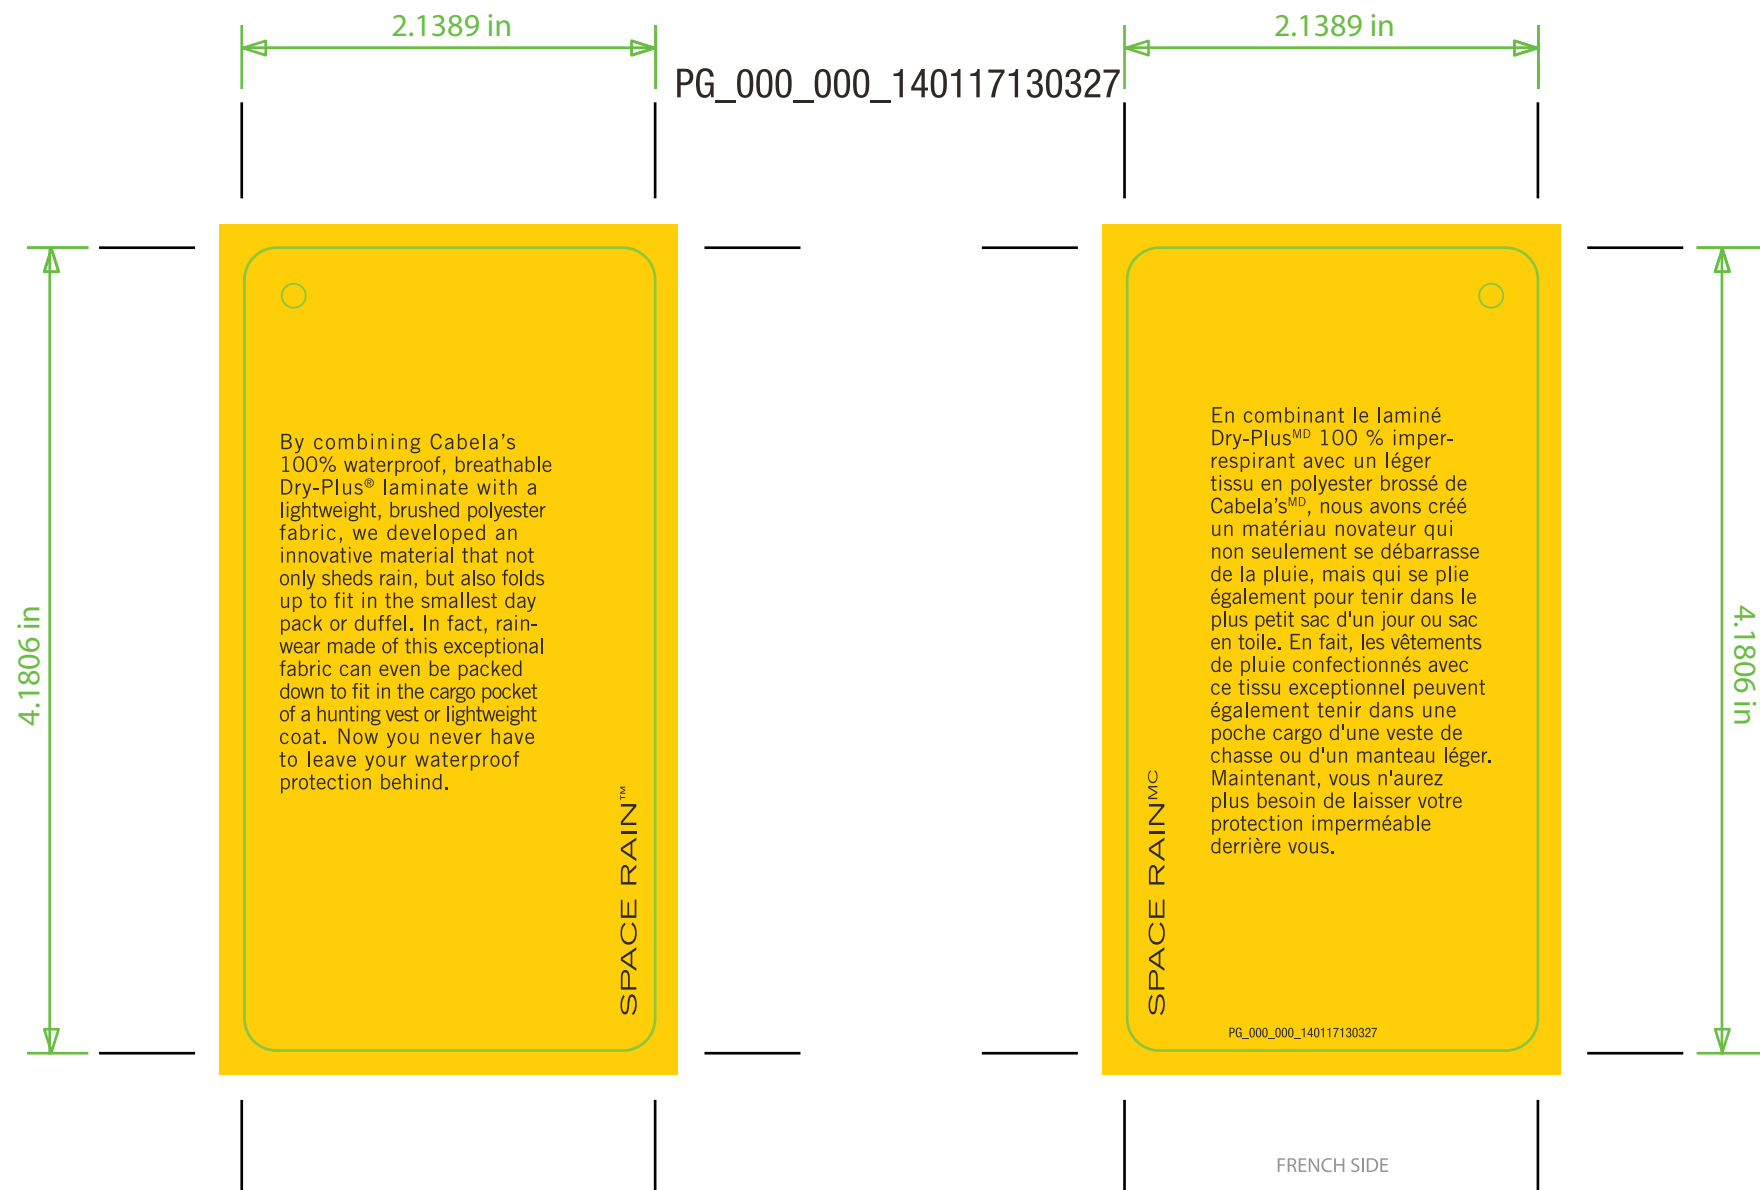 2.1389 in
2.1389 in
PG_000_000_140117130327
4.1806 in
By combining Cabela’s
100% waterproof, breathable
Dry-Plus® laminate with a
lightweight, brushed polyester
fabric, we developed an
innovative material that not
only sheds rain, but also folds
up to fit in the smallest day
pack or duffel. In fact, rain-
wear made of this exceptional
fabric can even be packed
down to fit in the cargo pocket
of a hunting vest or lightweight
coat. Now you never have
to leave your waterproof
protection behind.
SPACE RAIN™
En combinant le laminé
Dry-Plusᴹᴰ 100 % imper-
respirant avec un léger
tissu en polyester brossé de
Cabela’sᴹᴰ, nous avons créé
un matériau novateur qui
non seulement se débarrasse
de la pluie, mais qui se plie
également pour tenir dans le
plus petit sac d'un jour ou sac
en toile. En fait, les vêtements
de pluie confectionnés avec
ce tissu exceptionnel peuvent
également tenir dans une
poche cargo d'une veste de
chasse ou d'un manteau léger.
Maintenant, vous n'aurez
plus besoin de laisser votre
protection imperméable
derrière vous.
SPACE RAINMC
PG_000_000_140117130327
4.1806 in
FRENCH SIDE